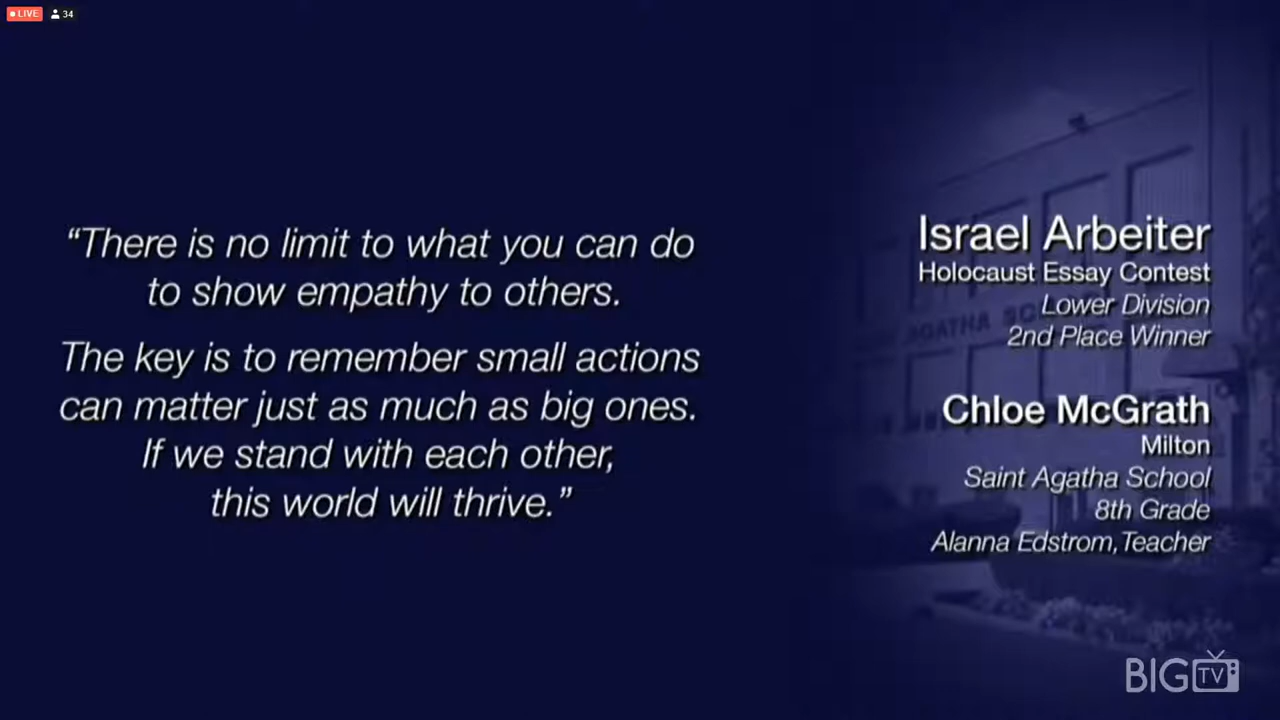 LIVE 34
“There is no limit to what you can do
to show empathy to others.
The key is to remember small actions
can matter just as much as big ones.
If we stand with each other,
this world will thrive.”
Israel Arbeiter
Holocaust Essay Contest
Lower Division
2nd Place Winner
AGATHA SC
Chloe McGrath
Milton
Saint Agatha School
8th Grade
Alanna Edstrom, Teacher
BIG TV